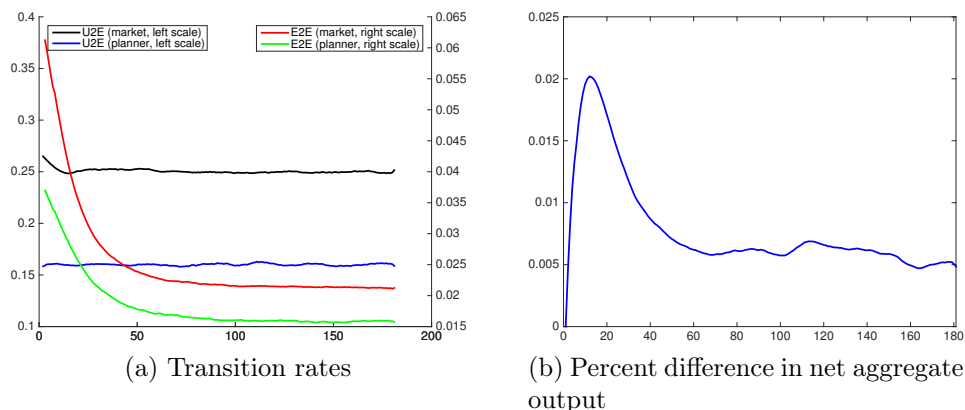 0.4
0.35
0.3
0.25
0.2
0.15
0.1
U2E (market, left scale)
U2E (planner, left scale)
E2E (market, right scale)
E2E (planner, right scale)
0.065
0.06
0.055
0.05
0.045
0.04
0.035
0.03
0.025
0.02
0.015
0 50 100 150 200
(a) Transition rates
0.025
0.02
0.015
0.01
0.005
0
0 20 40 60 80 100 120 140 160 180
(b) Percent difference in net aggregate
output